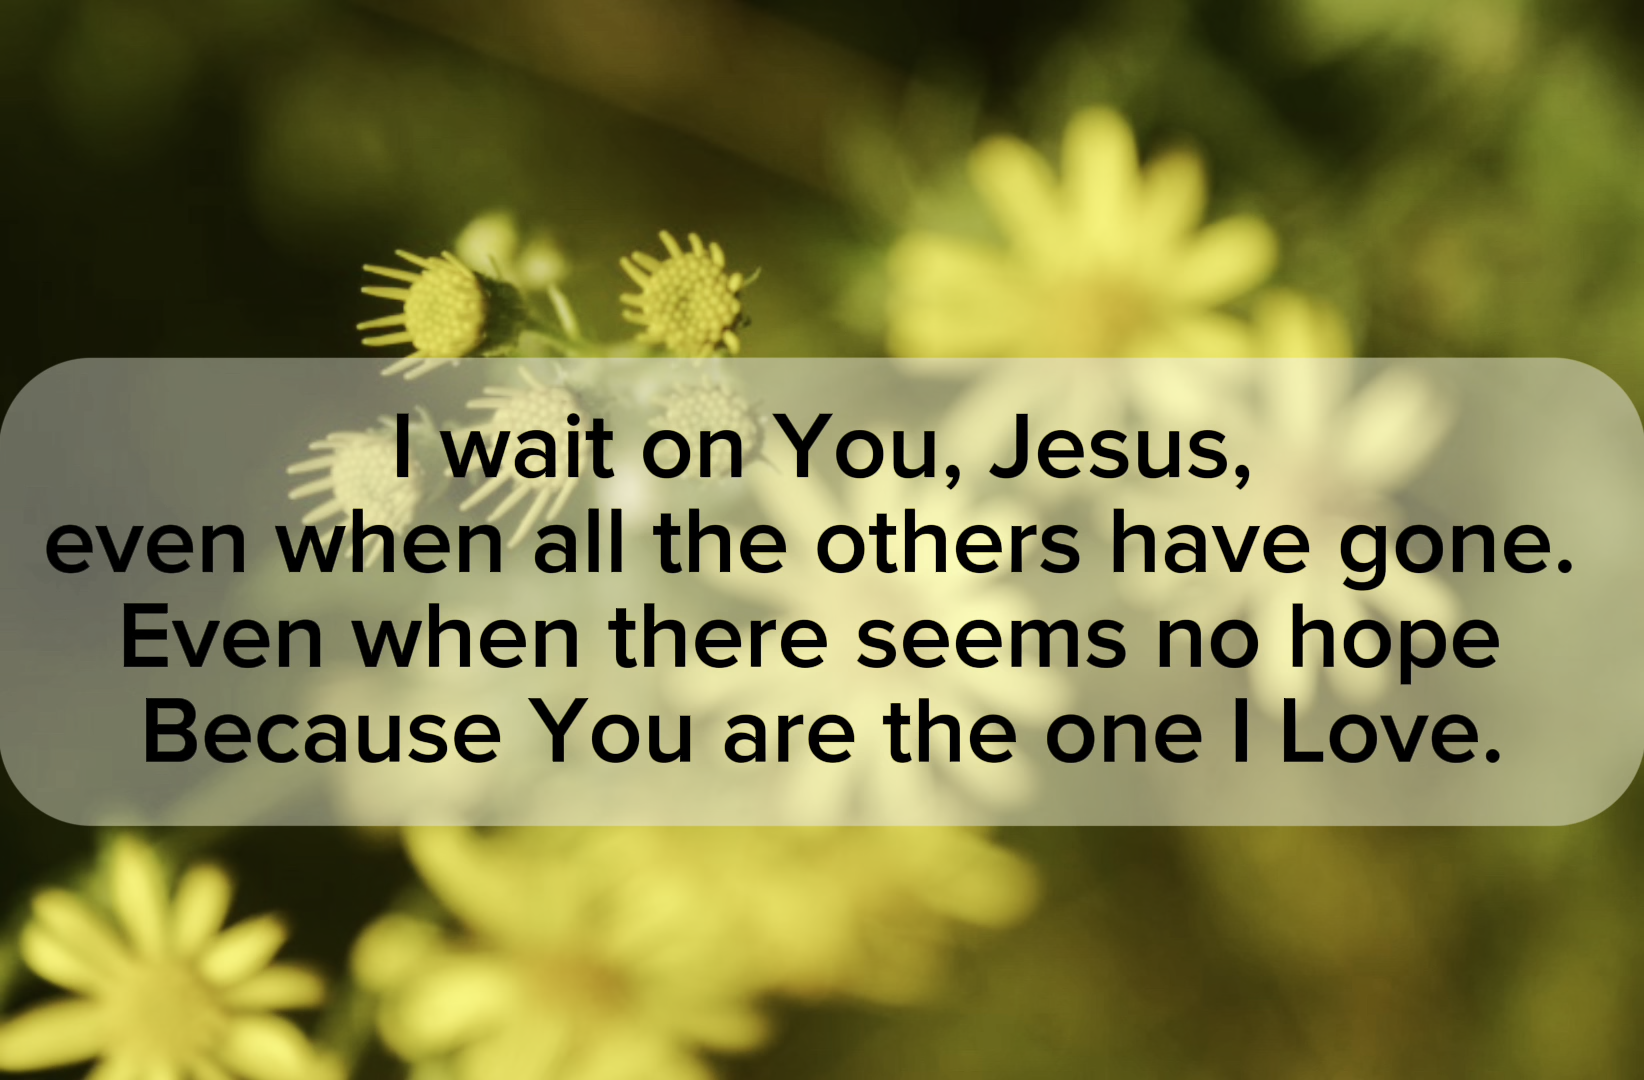 I wait on You, Jesus,
even when all the others have gone.
Even when there seems no hope
Because You are the one I Love.